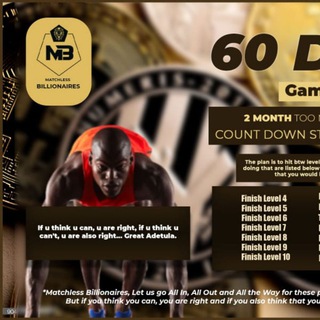 MB
MATCHLESS
BILLIONAIRES
60 D
Gam
2 MONTH TOO
COUNT DOWN ST
The plan is to hit btw level
doing that are listed below
that you would
If u think u can, u are right, if u think u
can't, u are also right... Great Adetula.
Finish Level 4
Finish Level 5
Finish Level 6
Finish Level 7
Finish Level 8
Finish Level 9
Finish Level 10
*Matchless Billionaires, Let us go All In, All Out and All the Way for these p
But if you think you can, you are right and if you also think that you